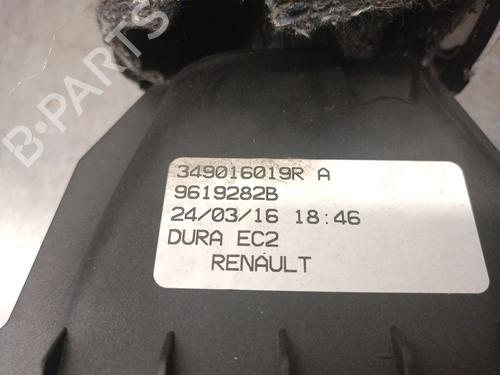 B-PARTS
349016019R A
9619282B
24/03/16 18:46
DURA EC2
RENAULT